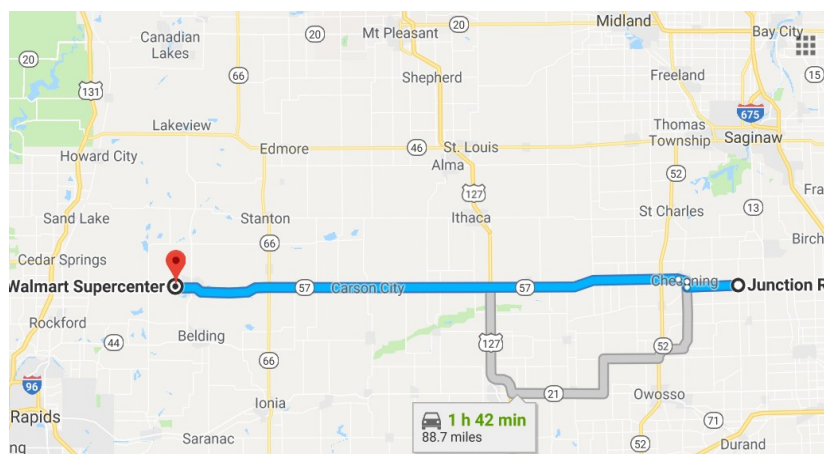 Canadian
Lakes
20
Mt Pleasant
20
Midland
Bay City
20
131
66
Shepherd
Freeland
15
675
Lakeview
Thomas
Township
Saginaw
Howard City
Edmore
46
St. Louis
Alma
52
127
Sand Lake
Stanton
Ithaca
St Charles
13
Fra
66
Birch
Cedar Springs
Walmart Supercenter
57
Carson City
57
Junction R
Rockford
44
Belding
127
52
66
96
Rapids
Ionia
21
Owosso
1 h 42 min
88.7 miles
71
Saranac
52
Durand
ng